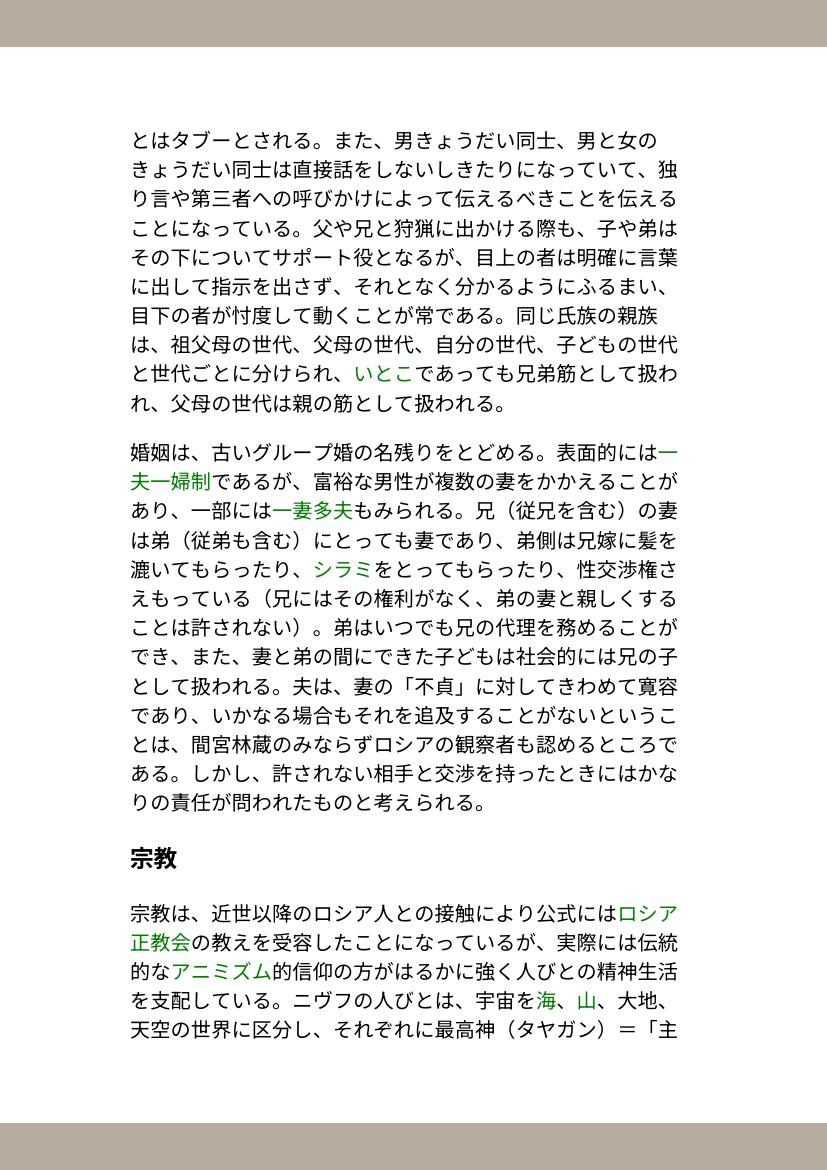 とはタブーとされる。また、男きょうだい同士、男と女の
きょうだい同士は直接話をしないしきたりになっていて、独
り言や第三者への呼びかけによって伝えるべきことを伝える
ことになっている。父や兄と狩猟に出かける際も、子や弟は
その下についてサポート役となるが、目上の者は明確に言葉
に出して指示を出さず、それとなく分かるようにふるまい、
目下の者が忖度して動くことが常である。同じ氏族の親族
は、祖父母の世代、父母の世代、自分の世代、子どもの世代
と世代ごとに分けられ、いとこであっても兄弟筋として扱わ
れ、父母の世代は親の筋として扱われる。
婚姻は、古いグループ婚の名残りをとどめる。表面的には一
夫一婦制であるが、富裕な男性が複数の妻をかかえることが
あり、一部には一妻多夫もみられる。兄（従兄を含む）の妻
は弟（従弟も含む）にとっても妻であり、弟側は兄嫁に髪を
漉いてもらったり、シラミをとってもらったり、性交渉権さ
えもっている（兄にはその権利がなく、弟の妻と親しくする
ことは許されない）。弟はいつでも兄の代理を務めることが
でき、また、妻と弟の間にできた子どもは社会的には兄の子
として扱われる。夫は、妻の「不貞」に対してきわめて寛容
であり、いかなる場合もそれを追及することがないというこ
とは、間宮林蔵のみならずロシアの観察者も認めるところで
ある。しかし、許されない相手と交渉を持ったときにはかな
りの責任が問われたものと考えられる。
宗教
宗教は、近世以降のロシア人との接触により公式にはロシア
正教会の教えを受容したことになっているが、実際には伝統
的なアニミズム的信仰の方がはるかに強く人びとの精神生活
を支配している。ニヴフの人びとは、宇宙を海、山、大地、
天空の世界に区分し、それぞれに最高神（タヤガン）＝「主